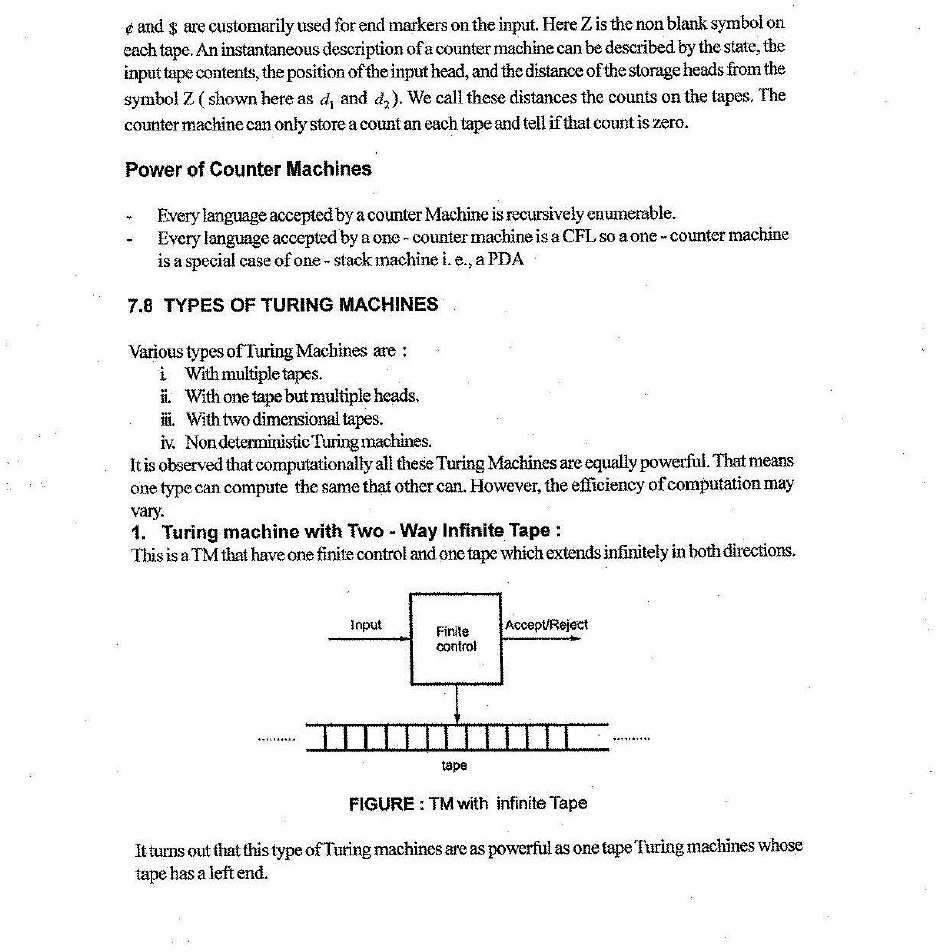 ¢ and $ are customarily used for end markers on the input. Here Z is the non blank symbol on
each tape. An instantaneous description of a counter machine can be described by the state, the
input tape contents, the position of the input head, and the distance of the storage heads from the
symbol Z ( shown here as d₁ and d₂ ). We call these distances the counts on the tapes. The
counter machine can only store a count an each tape and tell if that count is zero.
Power of Counter Machines
- Every language accepted by a counter Machine is recursively enumerable.
- Every language accepted by a one - counter machine is a CFL so a one - counter machine
is a special case of one - stack machine i. e., a PDA
7.8 TYPES OF TURING MACHINES
Various types of Turing Machines are :
i. With multiple tapes.
ii. With one tape but multiple heads.
iii. With two dimensional tapes.
iv. Non deterministic Turing machines.
It is observed that computationally all these Turing Machines are equally powerful. That means
one type can compute the same that other can. However, the efficiency of computation may
vary.
1. Turing machine with Two - Way Infinite Tape :
This is a TM that have one finite control and one tape which extends infinitely in both directions.
Input
Finite
control
Accept/Reject
..........
..........
tape
FIGURE : TM with infinite Tape
It turns out that this type of Turing machines are as powerful as one tape Turing machines whose
tape has a left end.